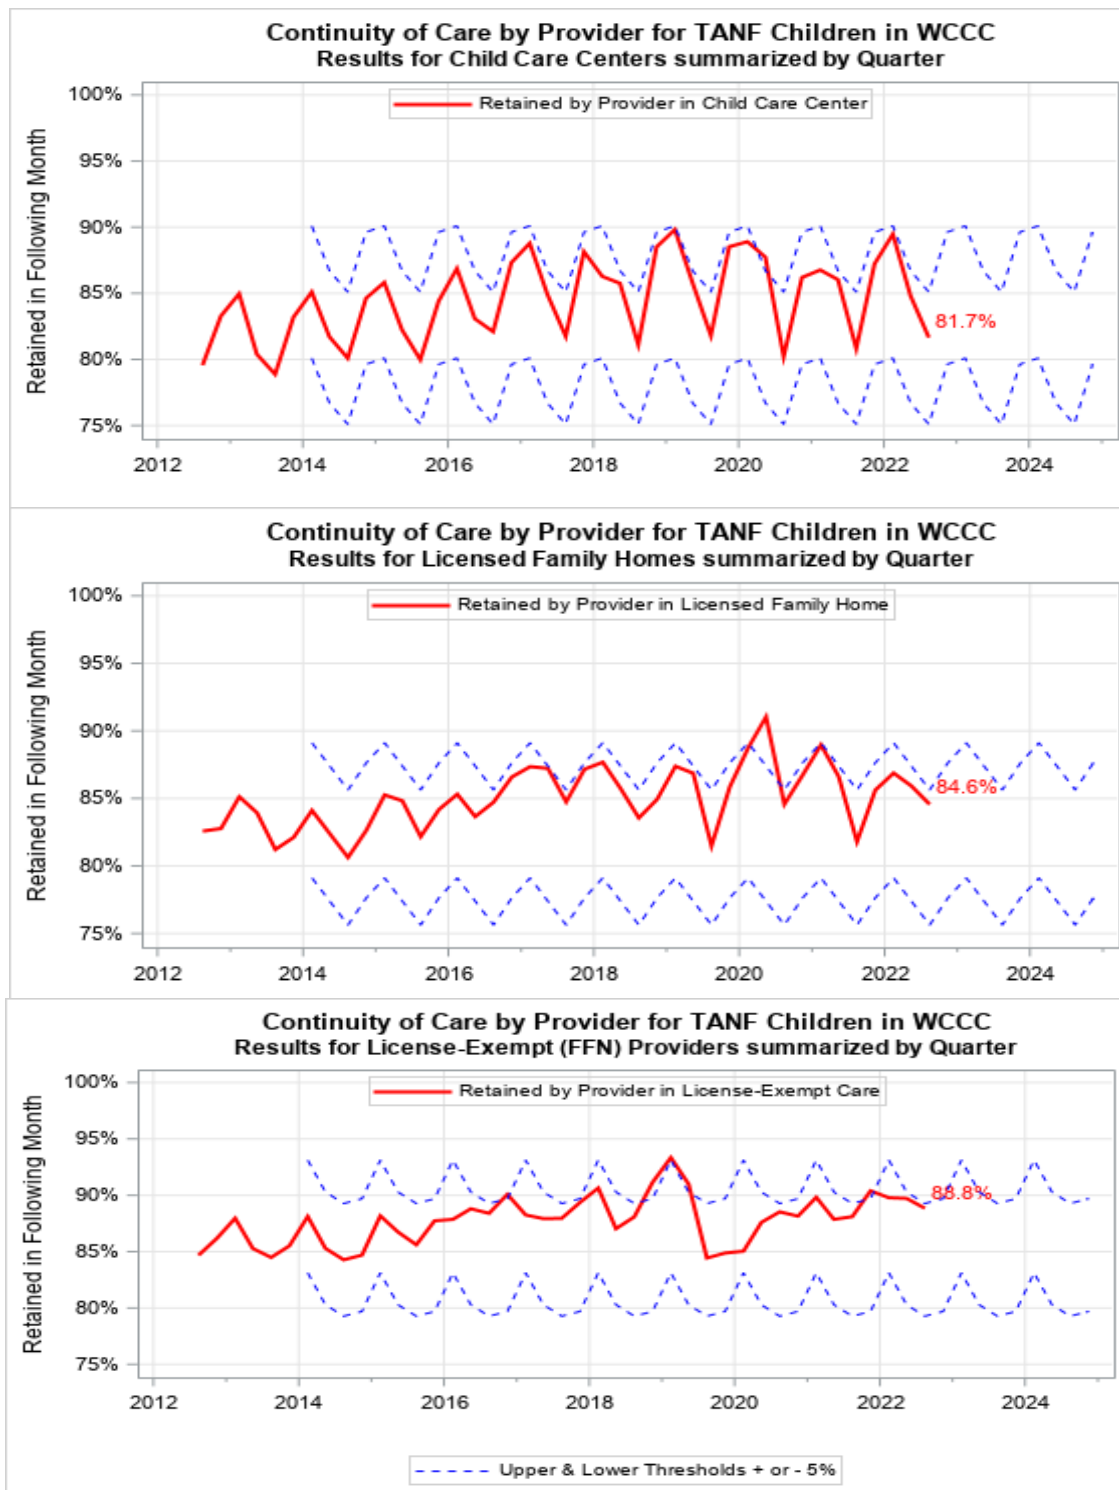 Continuity of Care by Provider for TANF Children in WCCC
Results for Child Care Centers summarized by Quarter
Retained by Provider in Child Care Center
Retained in Following Month
100%
95%
90%
85%
80%
75%
81.7%
2012 2014 2016 2018 2020 2022 2024
Continuity of Care by Provider for TANF Children in WCCC
Results for Licensed Family Homes summarized by Quarter
Retained by Provider in Licensed Family Home
Retained in Following Month
100%
95%
90%
85%
80%
75%
84.6%
2012 2014 2016 2018 2020 2022 2024
Continuity of Care by Provider for TANF Children in WCCC
Results for License-Exempt (FFN) Providers summarized by Quarter
Retained by Provider in License-Exempt Care
Retained in Following Month
100%
95%
90%
85%
80%
75%
88.8%
2012 2014 2016 2018 2020 2022 2024
Upper & Lower Thresholds + or - 5%